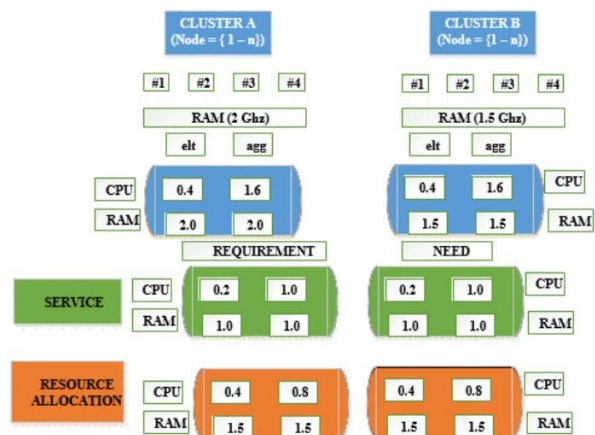 CLUSTER A
(Node = { 1 – n})
CLUSTER B
(Node = {1 – n})
#1 #2 #3 #4
#1 #2 #3 #4
RAM (2 Ghz)
RAM (1.5 Ghz)
elt agg
elt agg
CPU 0.4 1.6
0.4 1.6 CPU
RAM 2.0 2.0
1.5 1.5 RAM
REQUIREMENT
NEED
SERVICE
CPU 0.2 1.0
0.2 1.0 CPU
RAM 1.0 1.0
1.0 1.0 RAM
RESOURCE
ALLOCATION
CPU 0.4 0.8
0.4 0.8 CPU
RAM 1.5 1.5
1.5 1.5 RAM